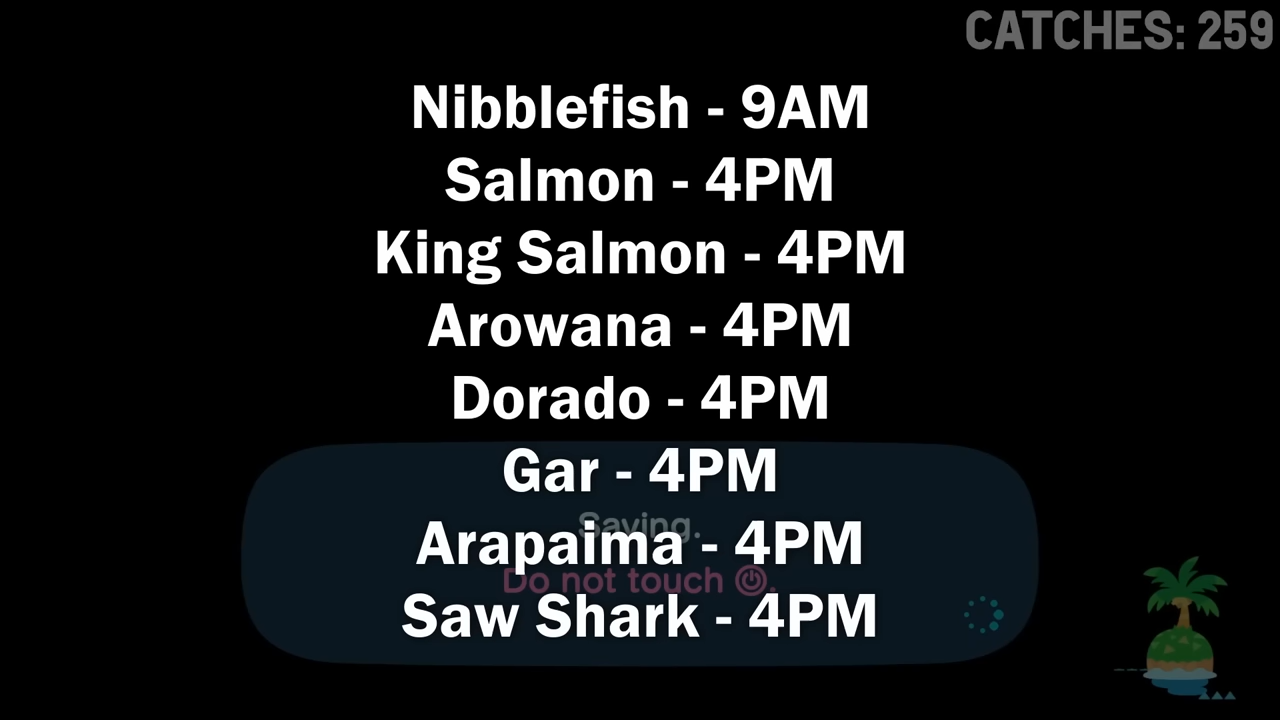 CATCHES: 259
Nibblefish - 9AM
Salmon - 4PM
King Salmon - 4PM
Arowana - 4PM
Dorado - 4PM
Gar - 4PM
Saving.
Arapaima - 4PM
Do not touch ⏻.
Saw Shark - 4PM